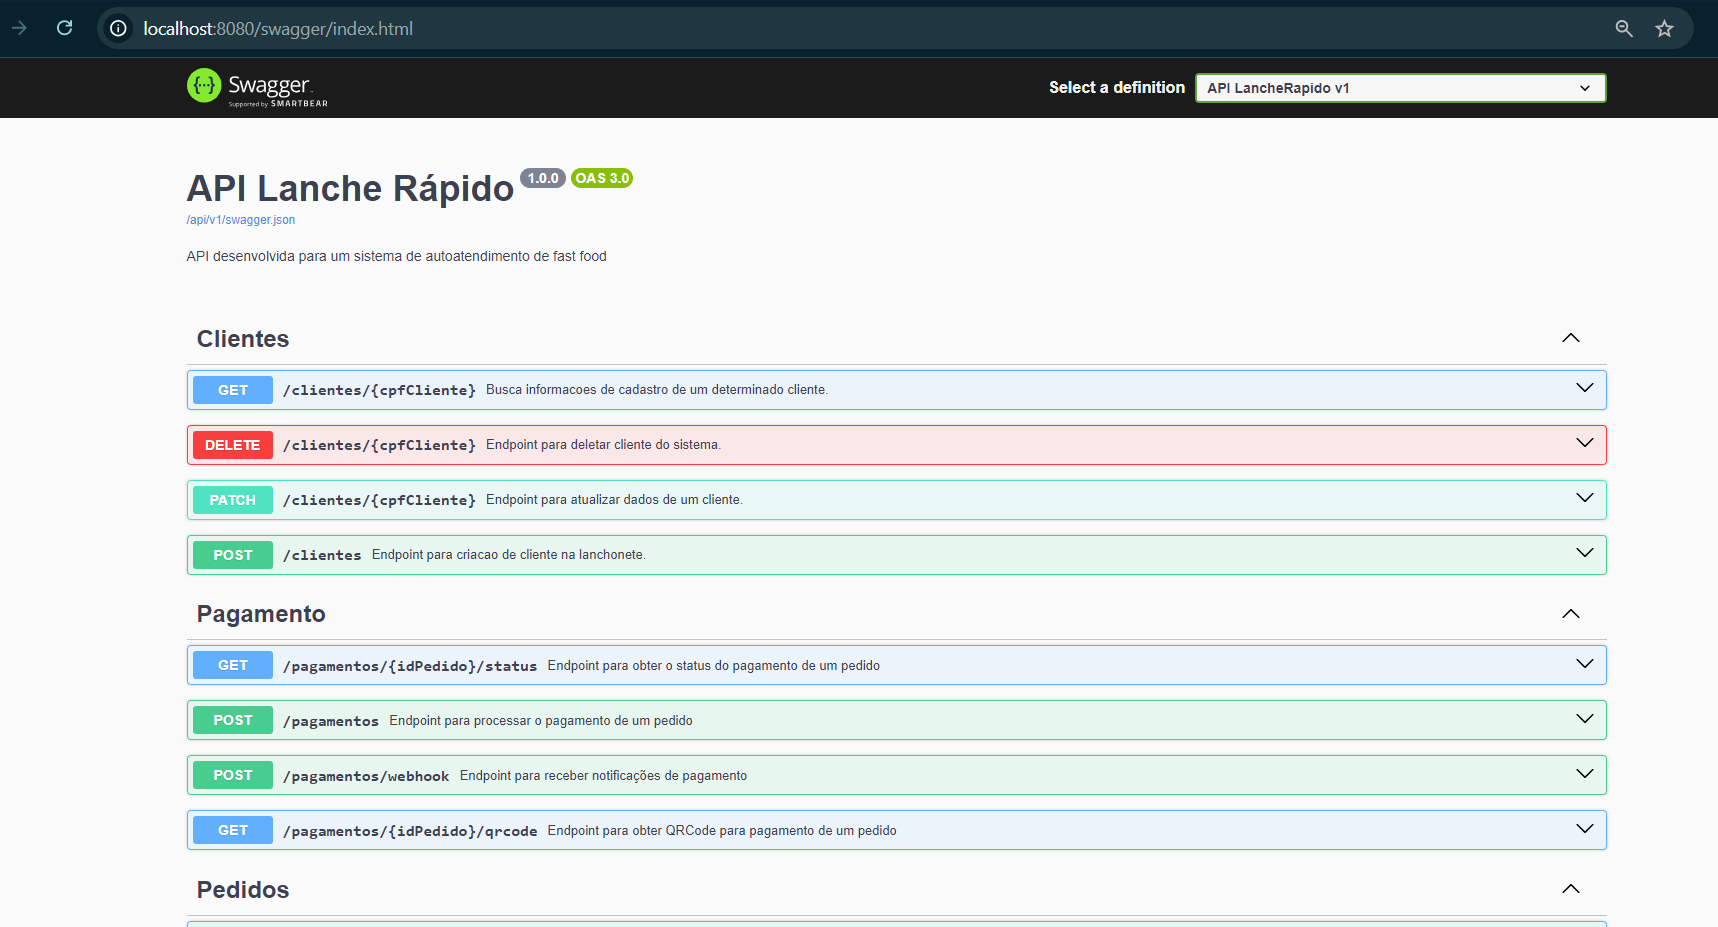 localhost:8080/swagger/index.html
Swagger
Supported by SMARTBEAR
Select a definition
API LancheRapido v1
API Lanche Rápido 1.0.0 OAS 3.0
/api/v1/swagger.json
API desenvolvida para um sistema de autoatendimento de fast food
Clientes
GET /clientes/{cpfCliente} Busca informacoes de cadastro de um determinado cliente.
DELETE /clientes/{cpfCliente} Endpoint para deletar cliente do sistema.
PATCH /clientes/{cpfCliente} Endpoint para atualizar dados de um cliente.
POST /clientes Endpoint para criacao de cliente na lanchonete.
Pagamento
GET /pagamentos/{idPedido}/status Endpoint para obter o status do pagamento de um pedido
POST /pagamentos Endpoint para processar o pagamento de um pedido
POST /pagamentos/webhook Endpoint para receber notificações de pagamento
GET /pagamentos/{idPedido}/qrcode Endpoint para obter QRCode para pagamento de um pedido
Pedidos